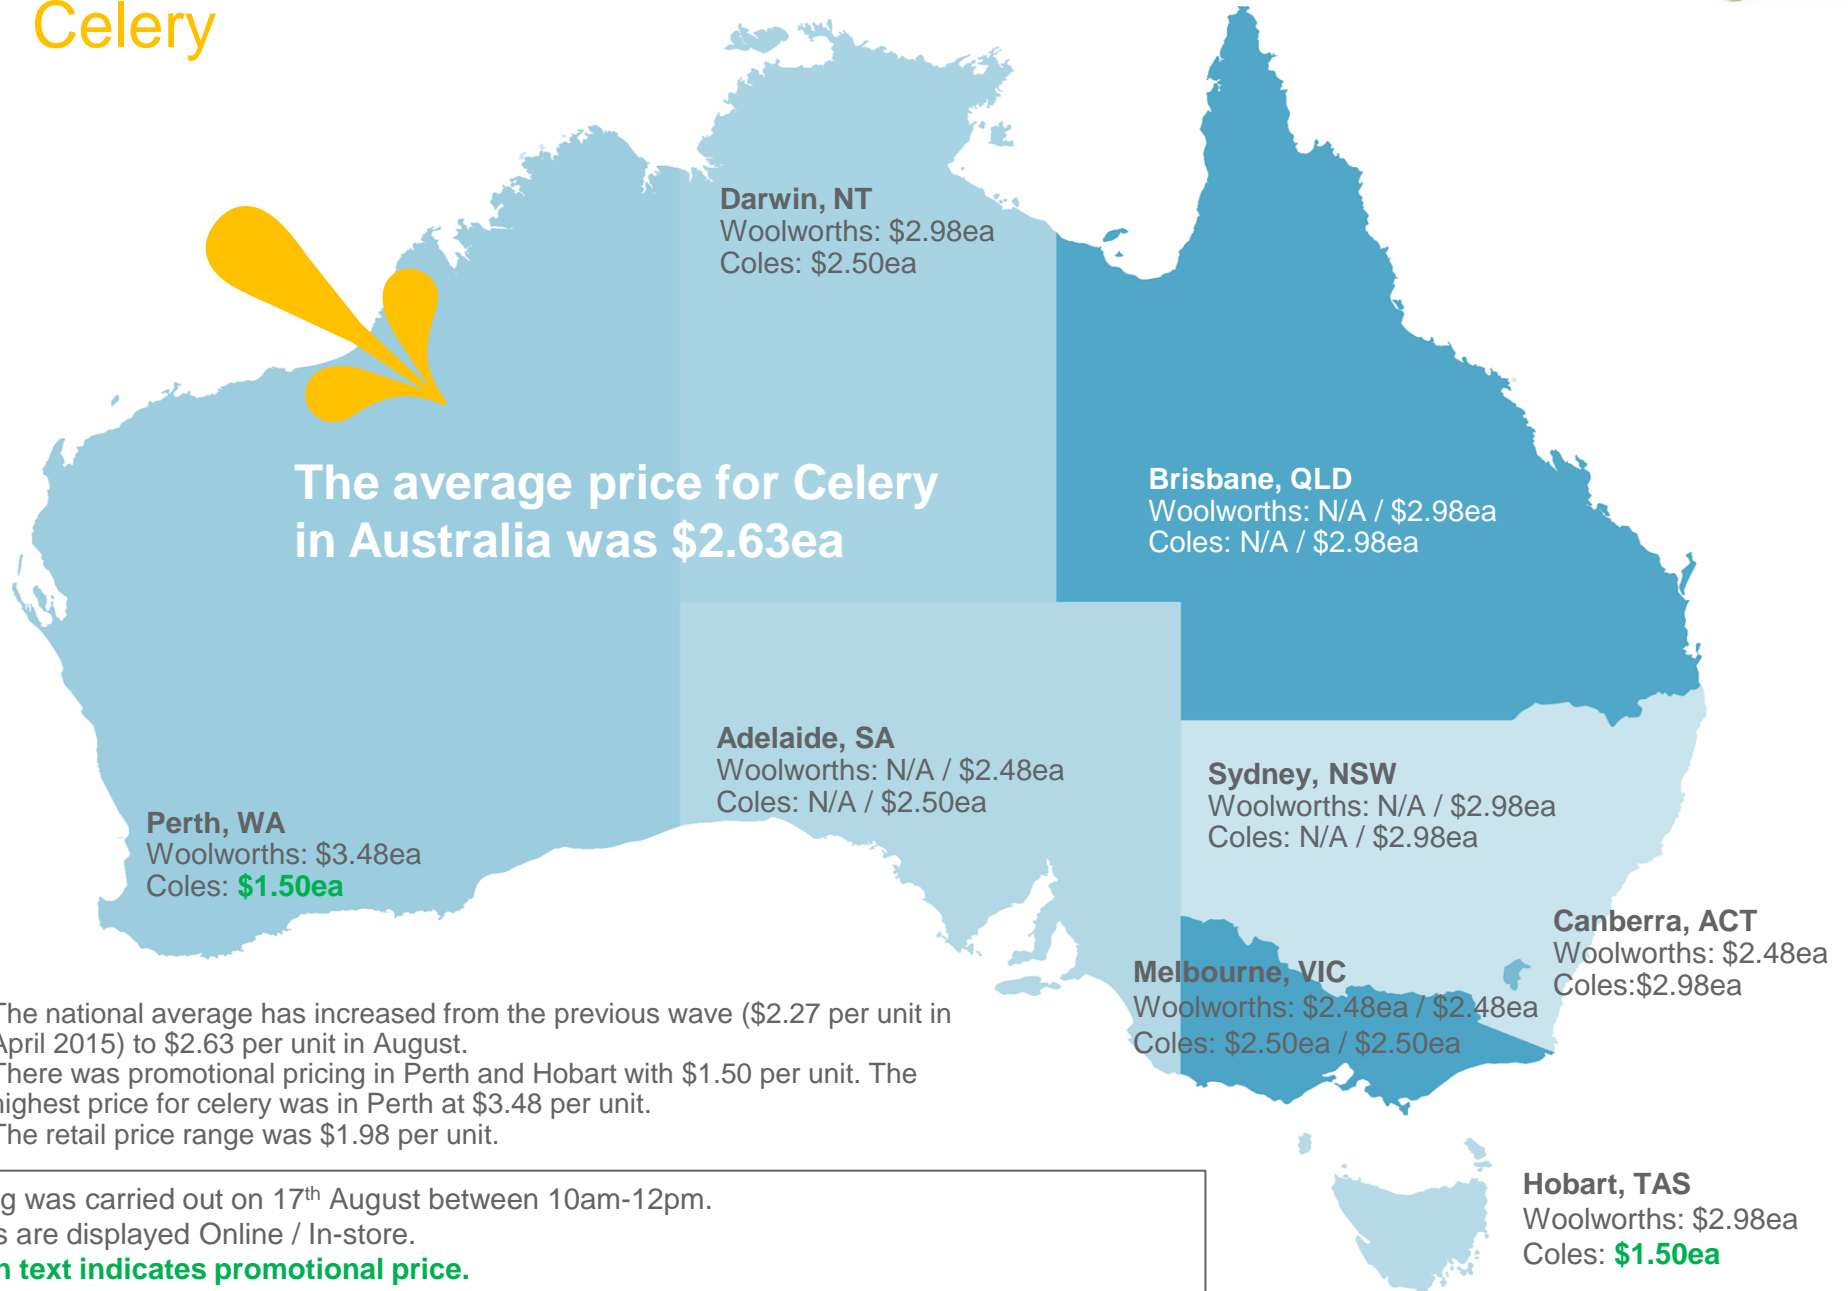 Celery
Darwin, NT
Woolworths: $2.98ea
Coles: $2.50ea
The average price for Celery
in Australia was $2.63ea
Brisbane, QLD
Woolworths: N/A / $2.98ea
Coles: N/A / $2.98ea
Adelaide, SA
Woolworths: N/A / $2.48ea
Coles: N/A / $2.50ea
Sydney, NSW
Woolworths: N/A / $2.98ea
Coles: N/A / $2.98ea
Perth, WA
Woolworths: $3.48ea
Coles: $1.50ea
Canberra, ACT
Woolworths: $2.48ea
Coles:$2.98ea
Melbourne, VIC
Woolworths: $2.48ea / $2.48ea
Coles: $2.50ea / $2.50ea
The national average has increased from the previous wave ($2.27 per unit in
April 2015) to $2.63 per unit in August.
There was promotional pricing in Perth and Hobart with $1.50 per unit. The
highest price for celery was in Perth at $3.48 per unit.
The retail price range was $1.98 per unit.
g was carried out on 17th August between 10am-12pm.
s are displayed Online / In-store.
n text indicates promotional price.
Hobart, TAS
Woolworths: $2.98ea
Coles: $1.50ea